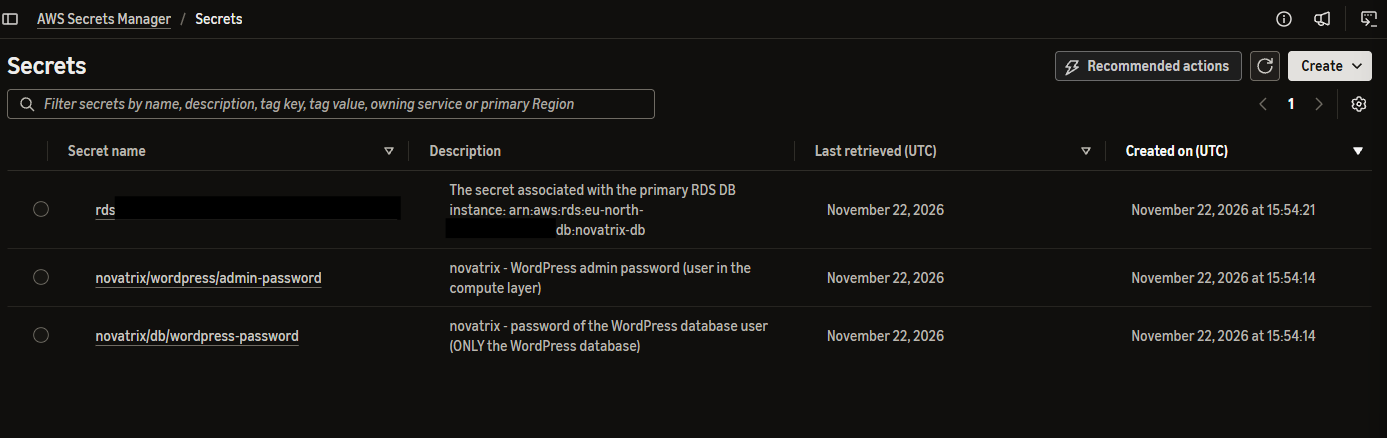 AWS Secrets Manager / Secrets
Secrets
Recommended actions
Create
Filter secrets by name, description, tag key, tag value, owning service or primary Region
1
Secret name
Description
Last retrieved (UTC)
Created on (UTC)
rds
The secret associated with the primary RDS DB
instance: arn:aws:rds:eu-north-
db:novatrix-db
November 22, 2026
November 22, 2026 at 15:54:21
novatrix/wordpress/admin-password
novatrix - WordPress admin password (user in the
compute layer)
November 22, 2026
November 22, 2026 at 15:54:14
novatrix/db/wordpress-password
novatrix - password of the WordPress database user
(ONLY the WordPress database)
November 22, 2026
November 22, 2026 at 15:54:14